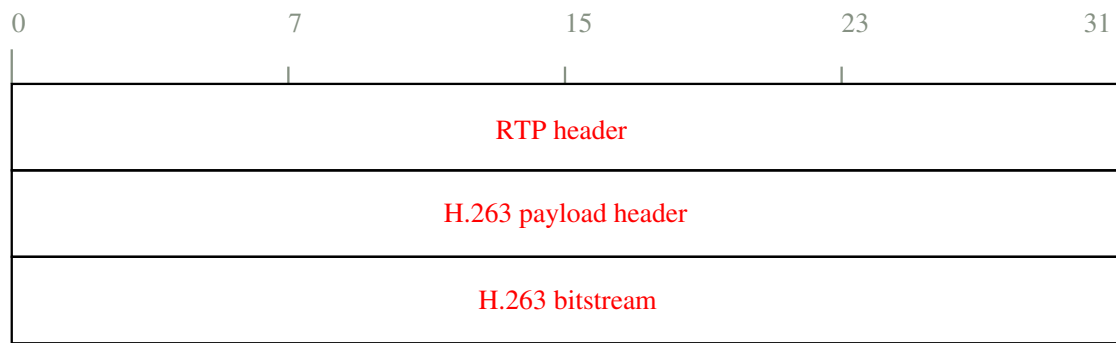 0 7 15 23 31
RTP header
H.263 payload header
H.263 bitstream